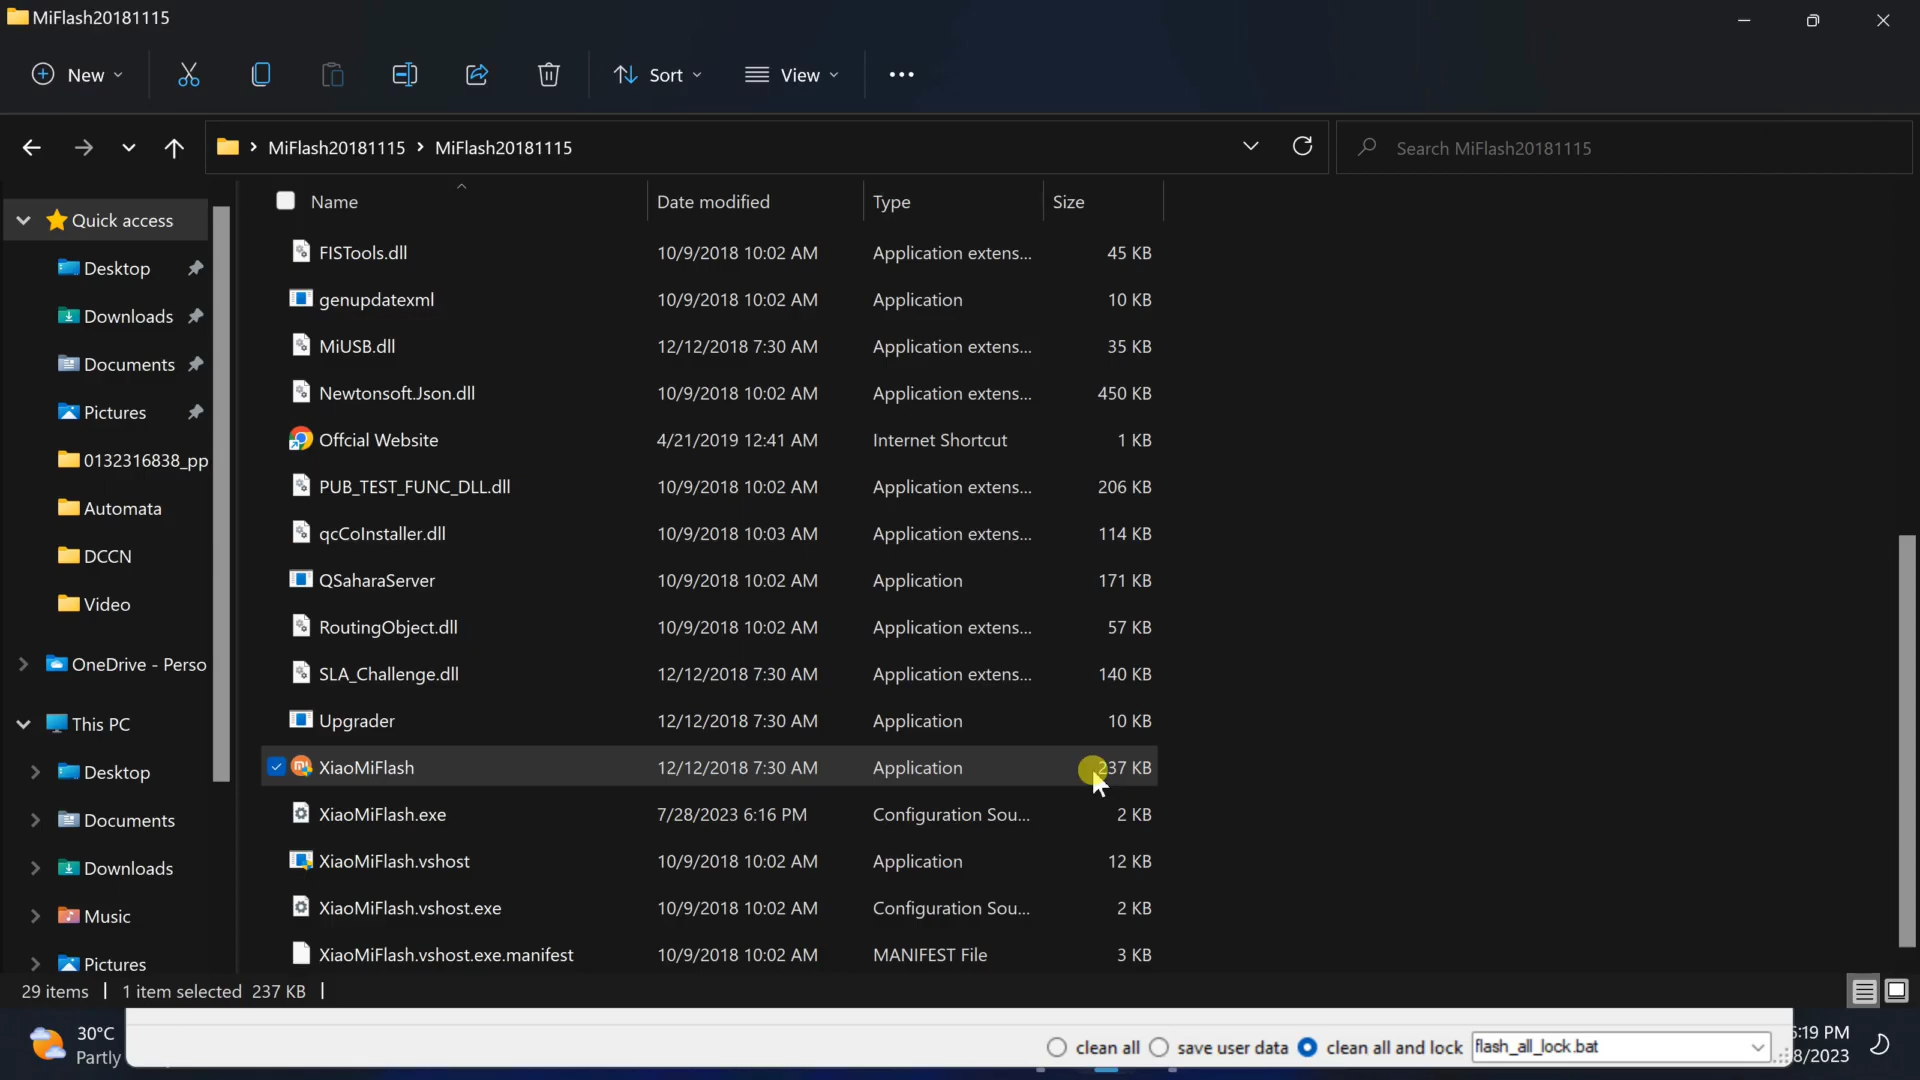 MiFlash20181115
New
Sort
View
MiFlash20181115 > MiFlash20181115
Search MiFlash20181115
Name Date modified Type Size
Quick access
Desktop
Downloads
Documents
Pictures
0132316838_pp
Automata
DCCN
Video
OneDrive - Perso
This PC
Desktop
Documents
Downloads
Music
Pictures
FISTools.dll 10/9/2018 10:02 AM Application extens... 45 KB
genupdatexml 10/9/2018 10:02 AM Application 10 KB
MiUSB.dll 12/12/2018 7:30 AM Application extens... 35 KB
Newtonsoft.Json.dll 10/9/2018 10:02 AM Application extens... 450 KB
Offcial Website 4/21/2019 12:41 AM Internet Shortcut 1 KB
PUB_TEST_FUNC_DLL.dll 10/9/2018 10:02 AM Application extens... 206 KB
qcCoInstaller.dll 10/9/2018 10:03 AM Application extens... 114 KB
QSaharaServer 10/9/2018 10:02 AM Application 171 KB
RoutingObject.dll 10/9/2018 10:02 AM Application extens... 57 KB
SLA_Challenge.dll 12/12/2018 7:30 AM Application extens... 140 KB
Upgrader 12/12/2018 7:30 AM Application 10 KB
XiaoMiFlash 12/12/2018 7:30 AM Application 237 KB
XiaoMiFlash.exe 7/28/2023 6:16 PM Configuration Sou... 2 KB
XiaoMiFlash.vshost 10/9/2018 10:02 AM Application 12 KB
XiaoMiFlash.vshost.exe 10/9/2018 10:02 AM Configuration Sou... 2 KB
XiaoMiFlash.vshost.exe.manifest 10/9/2018 10:02 AM MANIFEST File 3 KB
29 items 1 item selected 237 KB
30°C
Partly
clean all save user data clean all and lock flash_all_lock.bat
:19 PM
8/2023